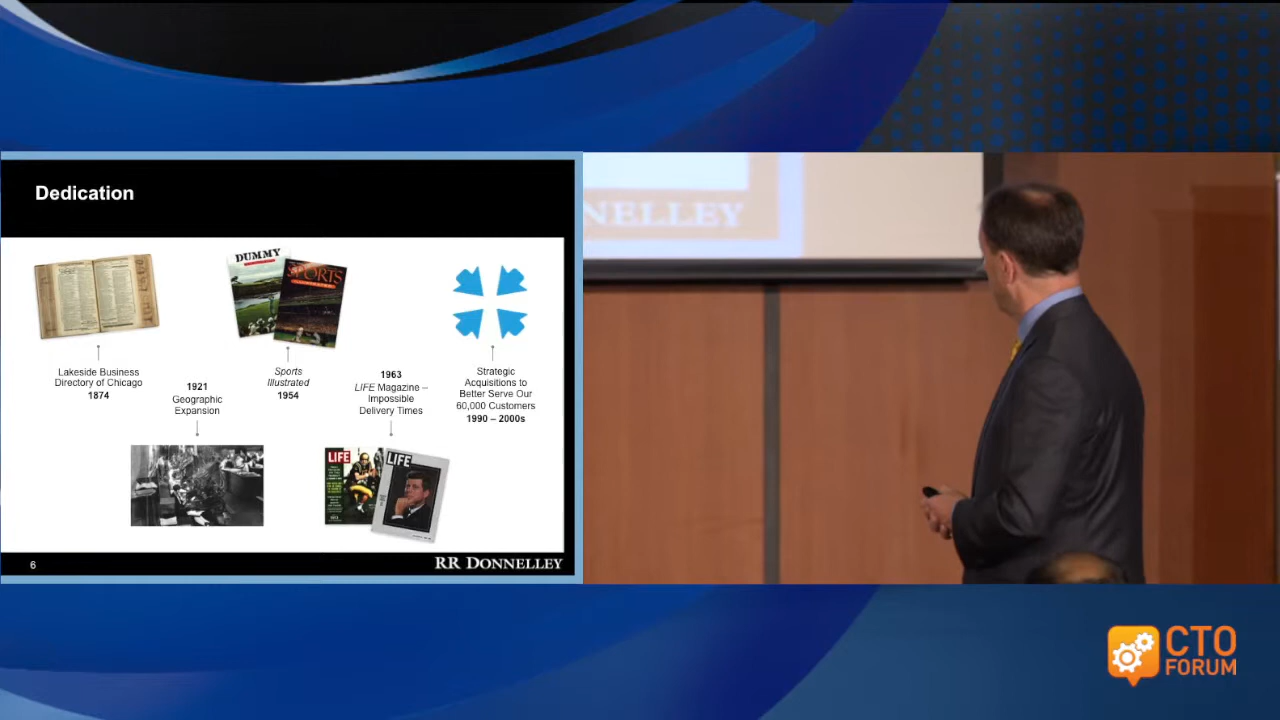 Dedication
DUMMY
SPORTS
ILLUSTRATED
Lakeside Business
Directory of Chicago
1874
1921
Geographic
Expansion
Sports
Illustrated
1954
1963
LIFE Magazine –
Impossible
Delivery Times
Strategic
Acquisitions to
Better Serve Our
60,000 Customers
1990 – 2000s
LIFE
LIFE
6
RR DONNELLEY
NELLEY
CTO
FORUM